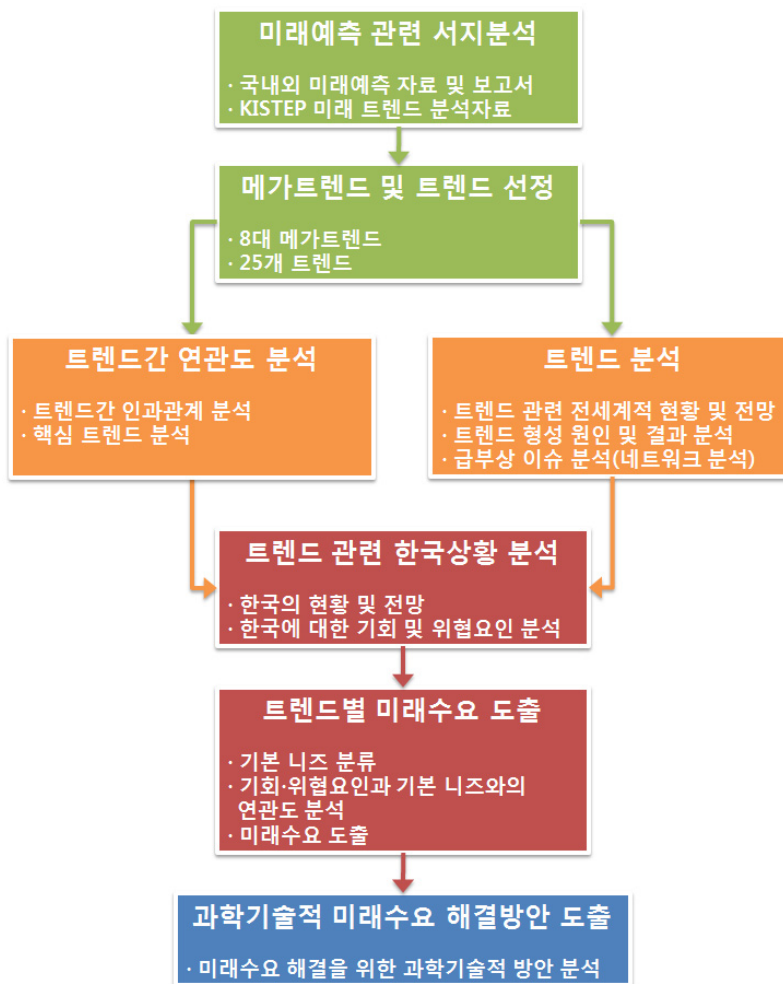 미래예측 관련 서지분석
· 국내외 미래예측 자료 및 보고서
· KISTEP 미래 트렌드 분석자료
메가트렌드 및 트렌드 선정
· 8대 메가트렌드
· 25개 트렌드
트렌드간 연관도 분석
· 트렌드간 인과관계 분석
· 핵심 트렌드 분석
트렌드 분석
· 트렌드 관련 전세계적 현황 및 전망
· 트렌드 형성 원인 및 결과 분석
· 급부상 이슈 분석(네트워크 분석)
트렌드 관련 한국상황 분석
· 한국의 현황 및 전망
· 한국에 대한 기회 및 위협요인 분석
트렌드별 미래수요 도출
· 기본 니즈 분류
· 기회·위협요인과 기본 니즈와의
연관도 분석
· 미래수요 도출
과학기술적 미래수요 해결방안 도출
· 미래수요 해결을 위한 과학기술적 방안 분석